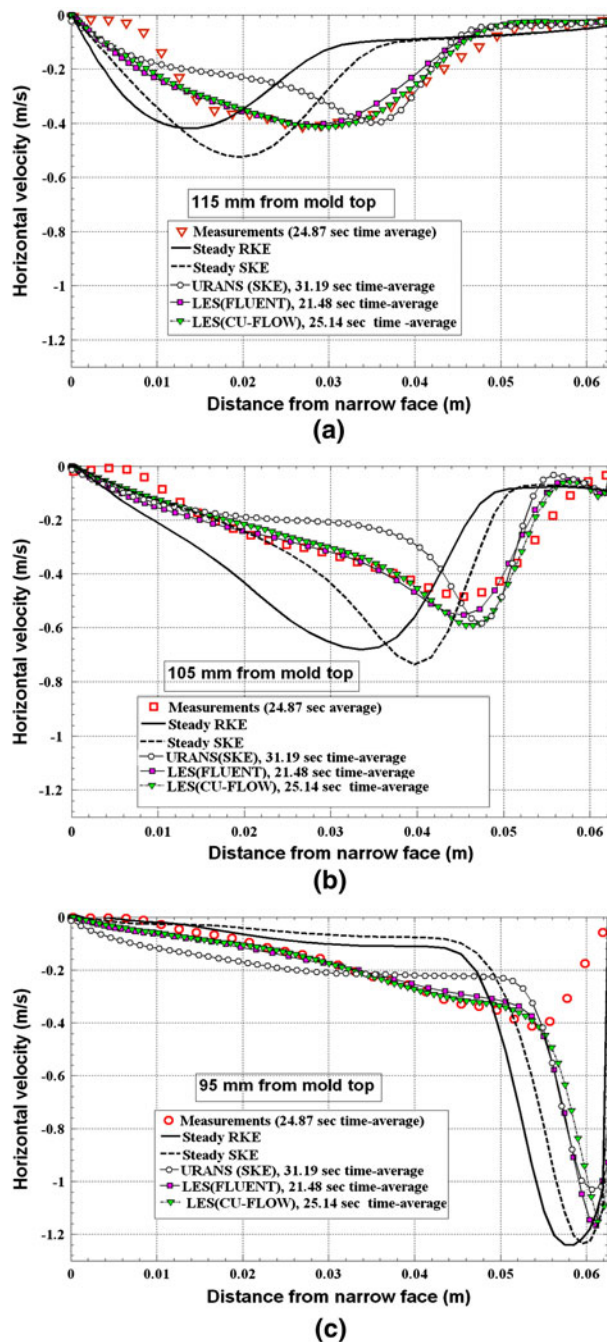 0
-0.2
-0.4
-0.6
-0.8
-1
-1.2
Horizontal velocity (m/s)
115 mm from mold top
Measurements (24.87 sec time average)
Steady RKE
Steady SKE
URANS (SKE), 31.19 sec time-average
LES(FLUENT), 21.48 sec time-average
LES(CU-FLOW), 25.14 sec time -average
0 0.01 0.02 0.03 0.04 0.05 0.06
Distance from narrow face (m)
(a)
0
-0.2
-0.4
-0.6
-0.8
-1
-1.2
Horizontal velocity (m/s)
105 mm from mold top
Measurements (24.87 sec average)
Steady RKE
Steady SKE
URANS(SKE), 31.19 sec time-average
LES(FLUENT), 21.48 sec time-average
LES(CU-FLOW), 25.14 sec time-average
0 0.01 0.02 0.03 0.04 0.05 0.06
Distance from narrow face (m)
(b)
0
-0.2
-0.4
-0.6
-0.8
-1
-1.2
Horizontal velocity (m/s)
95 mm from mold top
Measurements (24.87 sec time-average)
Steady RKE
Steady SKE
URANS (SKE), 31.19 sec time-average
LES(FLUENT), 21.48 sec time-average
LES(CU-FLOW), 25.14 sec time-average
0 0.01 0.02 0.03 0.04 0.05 0.06
Distance from narrow face (m)
(c)